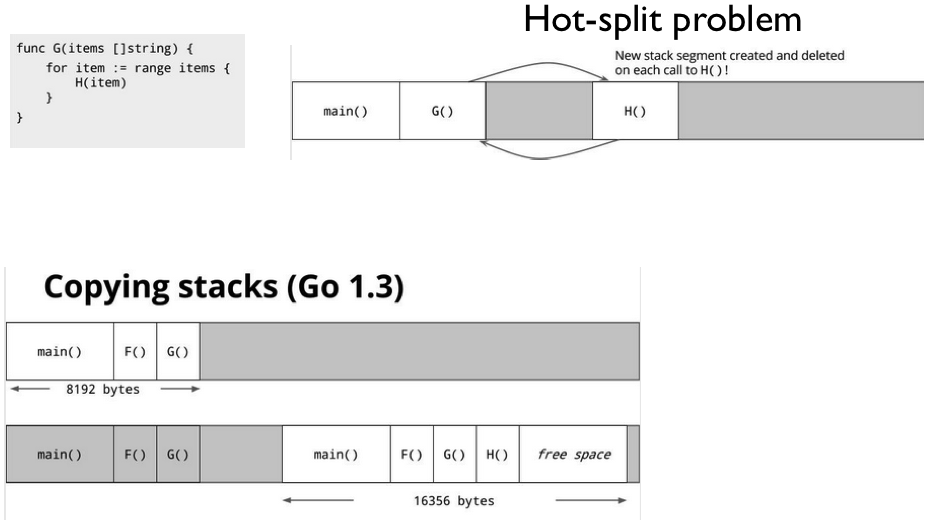 Hot-split problem
func G(items []string) {
    for item := range items {
        H(item)
    }
}
New stack segment created and deleted
on each call to H()!
main() G() H()
Copying stacks (Go 1.3)
main() F() G()
8192 bytes
main() F() G() main() F() G() H() free space
16356 bytes